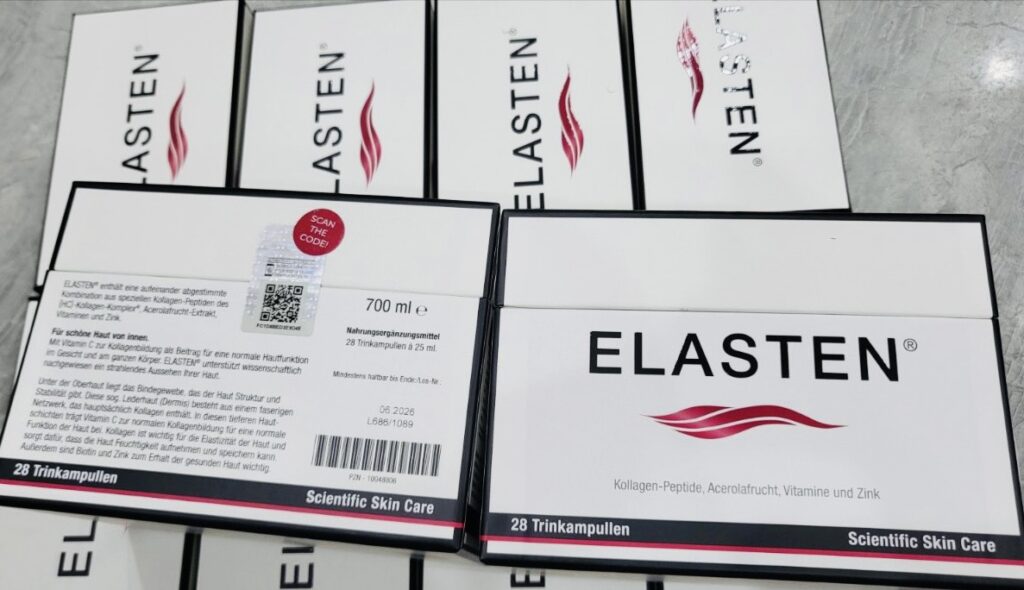 ELASTEN®
ELASTEN®
ELASTEN®
LASTEN®
SCAN
THE
CODE!
ELASTEN® enthält eine aufeinander abgestimmte
Kombination aus speziellen Kollagen-Peptiden des
[HC]-Kollagen-Komplex®, Acerolafrucht-Extrakt,
Vitaminen und Zink.
Für schöne Haut von innen.
Mit Vitamin C zur Kollagenbildung als Beitrag für eine normale Hautfunktion
im Gesicht und am ganzen Körper. ELASTEN® unterstützt wissenschaftlich
nachgewiesen ein strahlendes Aussehen Ihrer Haut.
Unter der Oberhaut liegt das Bindegewebe, das der Haut Struktur und
Stabilität gibt. Diese sog. Lederhaut (Dermis) besteht aus einem faserigen
Netzwerk, das hauptsächlich Kollagen enthält. In diesen tieferen Haut-
schichten trägt Vitamin C zur normalen Kollagenbildung für eine normale
Funktion der Haut bei. Kollagen ist wichtig für die Elastizität der Haut und
sorgt dafür, dass die Haut Feuchtigkeit aufnehmen und speichern kann.
Außerdem sind Biotin und Zink zum Erhalt der gesunden Haut wichtig.
700 ml ℮
Nahrungsergänzungsmittel
28 Trinkampullen à 25 ml.
Mindestens haltbar bis Ende:/Los-Nr.:
06 2026
L686/1089
PZN - 10048808
28 Trinkampullen
Scientific Skin Care
ELASTEN®
Kollagen-Peptide, Acerolafrucht, Vitamine und Zink
28 Trinkampullen
Scientific Skin Care
EL
E
E